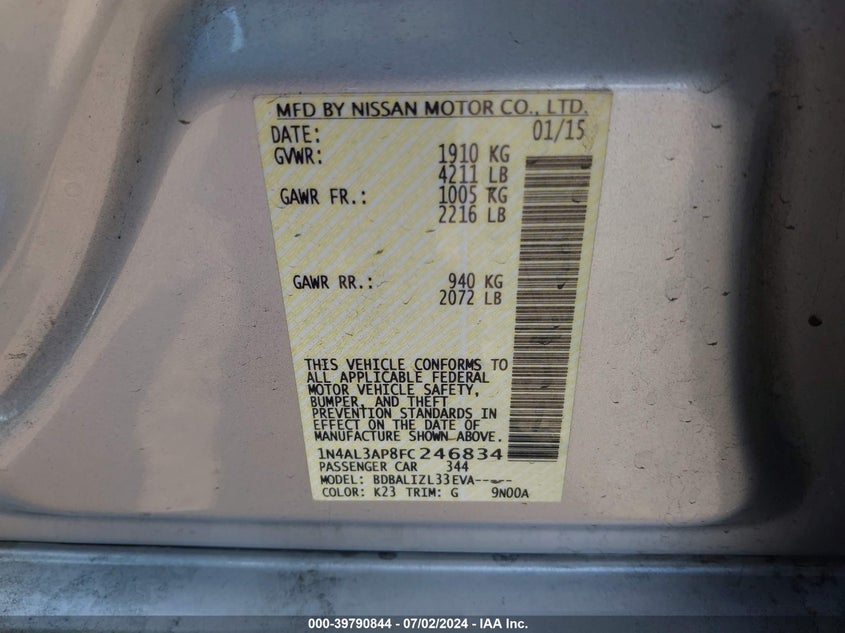 MFD BY NISSAN MOTOR CO., LTD.
DATE: 01/15
GVWR: 1910 KG
4211 LB
GAWR FR.: 1005 KG
2216 LB
GAWR RR.: 940 KG
2072 LB
THIS VEHICLE CONFORMS TO
ALL APPLICABLE FEDERAL
MOTOR VEHICLE SAFETY,
BUMPER, AND THEFT
PREVENTION STANDARDS IN
EFFECT ON THE DATE OF
MANUFACTURE SHOWN ABOVE.
1N4AL3AP8FC246834
PASSENGER CAR 344
MODEL: BDBALIZL33EVA-----
COLOR: K23 TRIM: G 9N00A
000-39790844 - 07/02/2024 - IAA Inc.